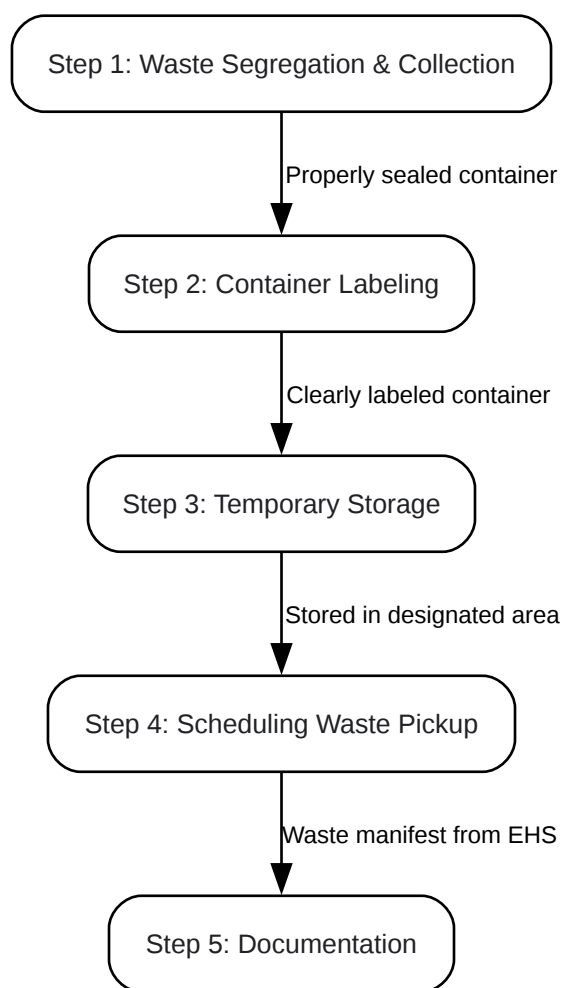 Step 1: Waste Segregation & Collection
Properly sealed container
Step 2: Container Labeling
Clearly labeled container
Step 3: Temporary Storage
Stored in designated area
Step 4: Scheduling Waste Pickup
Waste manifest from EHS
Step 5: Documentation